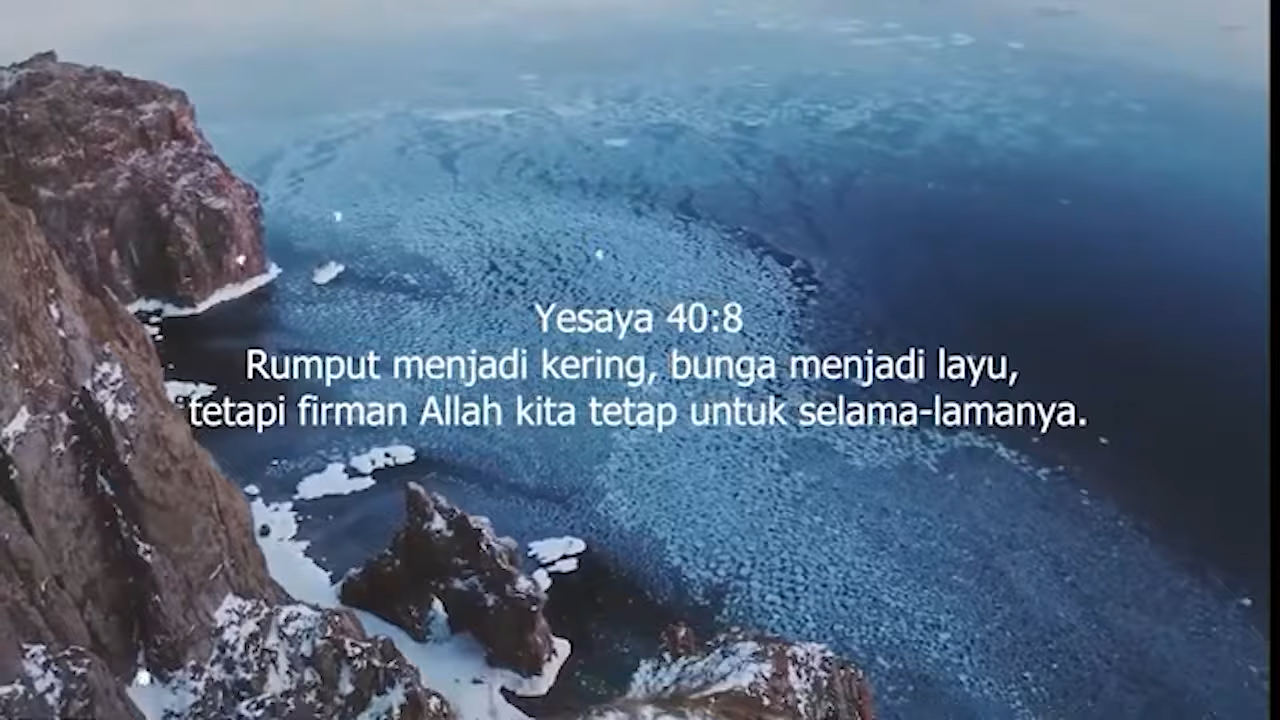 Yesaya 40:8
Rumput menjadi kering, bunga menjadi layu,
tetapi firman Allah kita tetap untuk selama-lamanya.